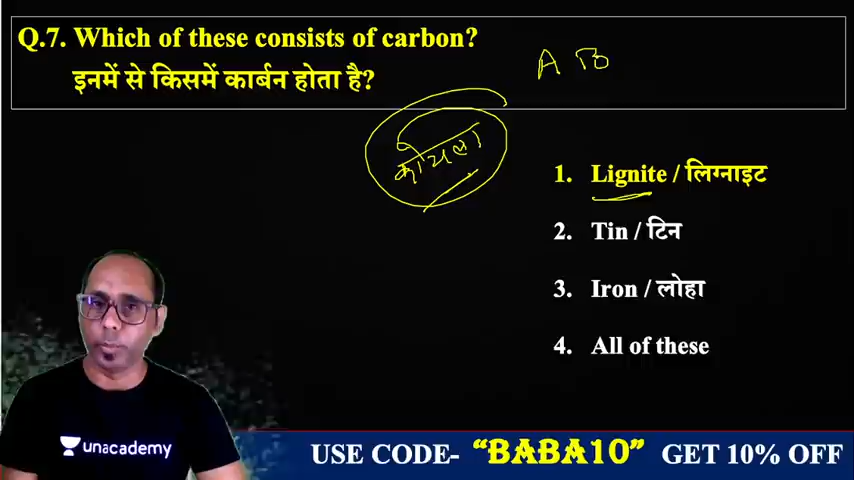 Q.7. Which of these consists of carbon?
इनमें से किसमें कार्बन होता है?
कोयला
1. Lignite / लिग्नाइट
2. Tin / टिन
3. Iron / लोहा
4. All of these
unacademy
USE CODE- “BABA10” GET 10% OFF